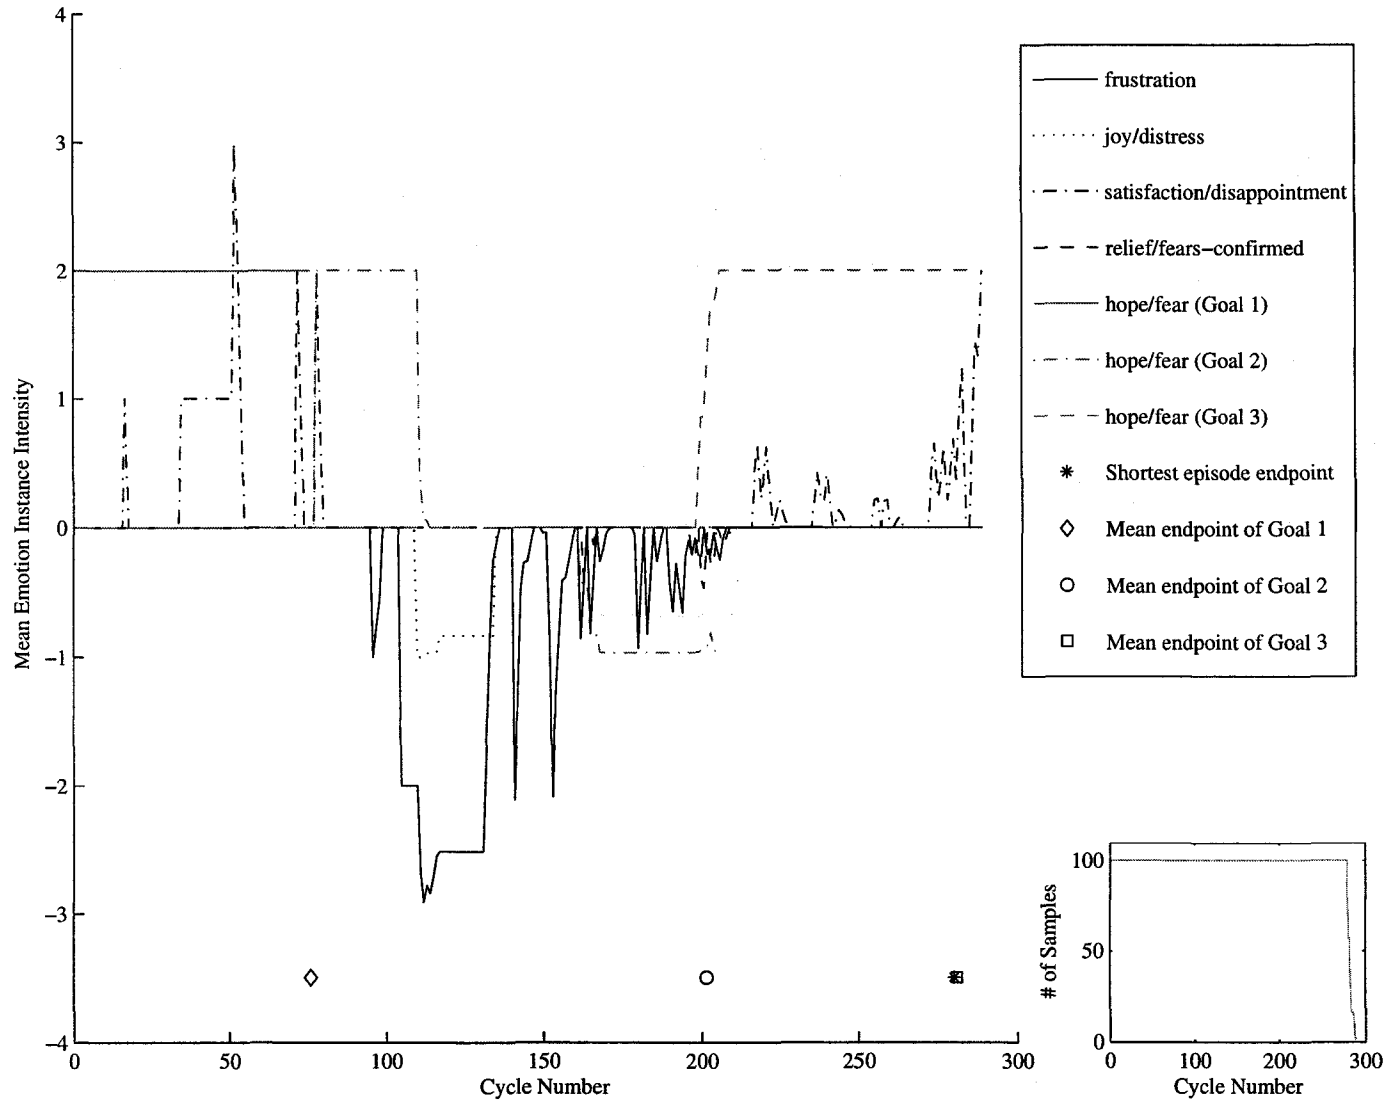 4
3
2
1
0
−1
−2
−3
−4
Mean Emotion Instance Intensity
0
50
100
150
200
250
300
Cycle Number
frustration
joy/distress
satisfaction/disappointment
relief/fears−confirmed
hope/fear (Goal 1)
hope/fear (Goal 2)
hope/fear (Goal 3)
Shortest episode endpoint
Mean endpoint of Goal 1
Mean endpoint of Goal 2
Mean endpoint of Goal 3
100
50
0
# of Samples
0
100
200
300
Cycle Number